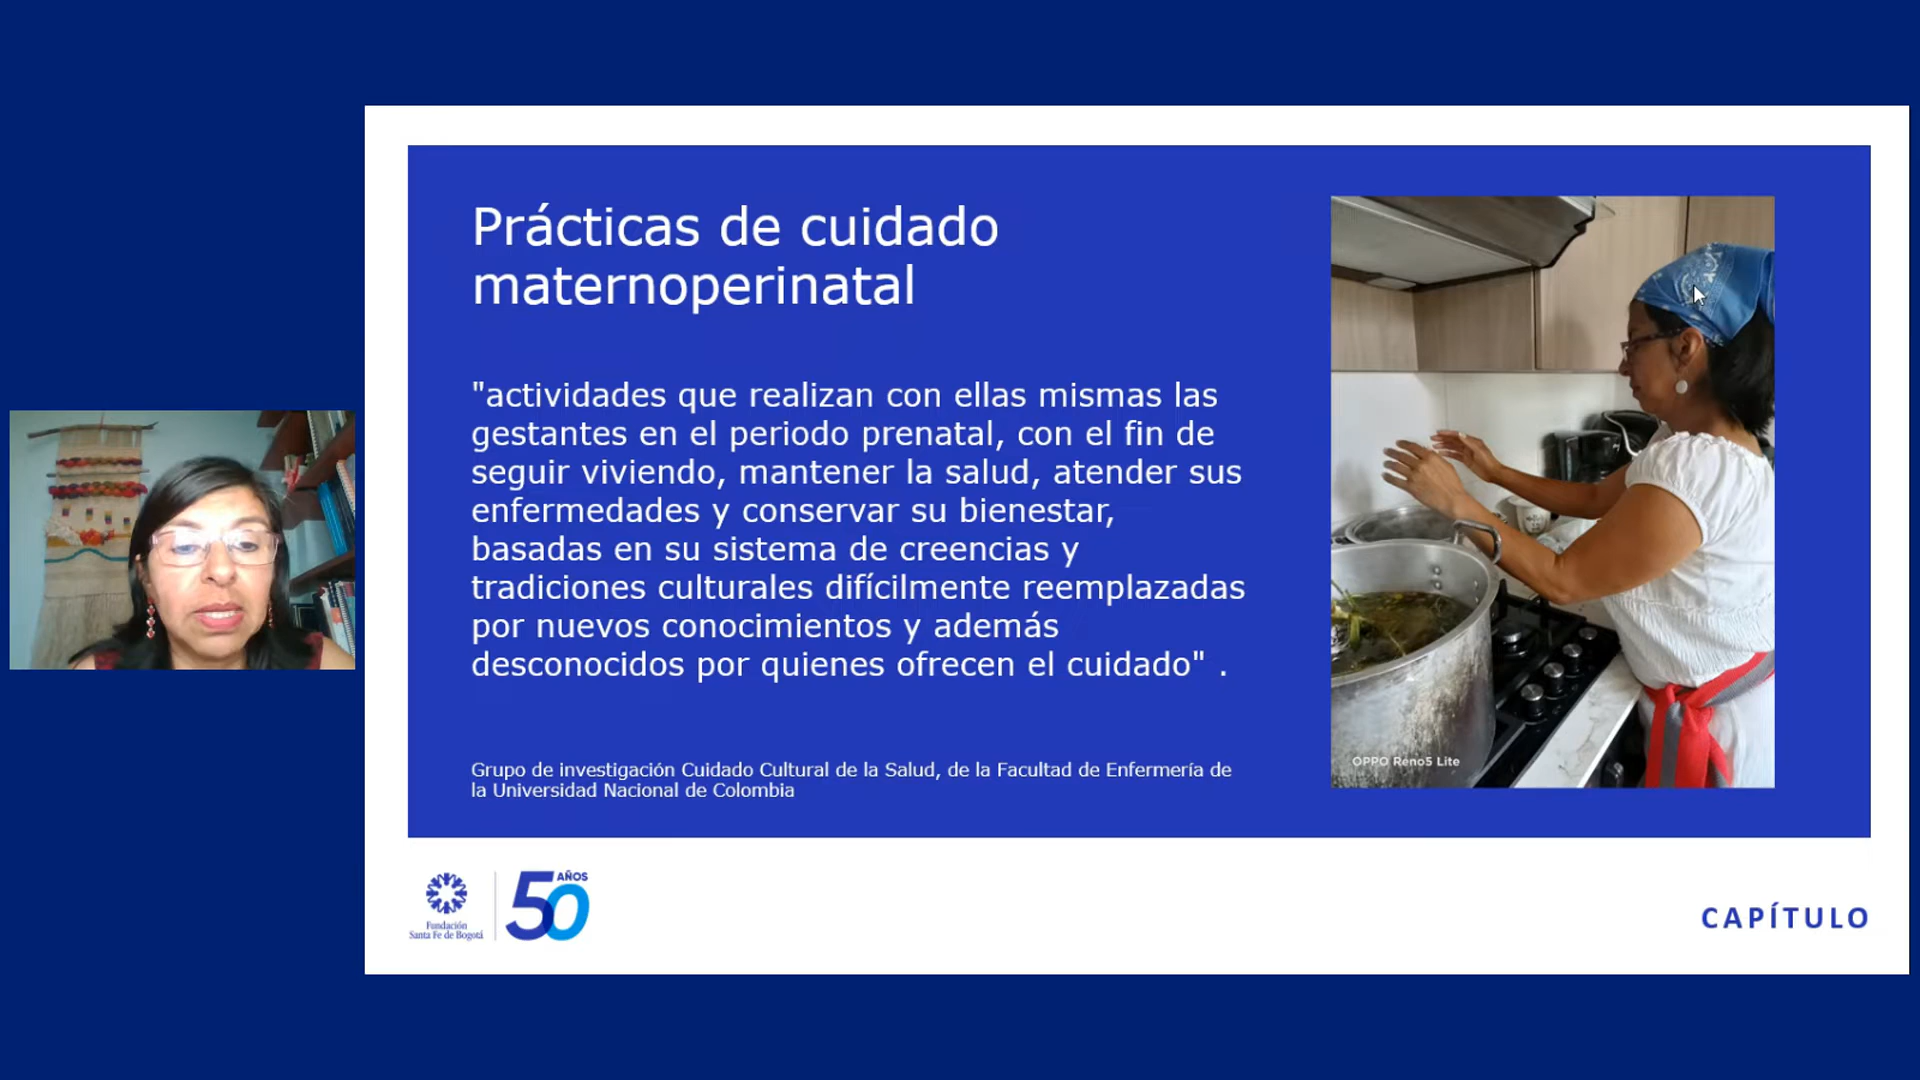 Prácticas de cuidado
maternoperinatal
"actividades que realizan con ellas mismas las
gestantes en el periodo prenatal, con el fin de
seguir viviendo, mantener la salud, atender sus
enfermedades y conservar su bienestar,
basadas en su sistema de creencias y
tradiciones culturales difícilmente reemplazadas
por nuevos conocimientos y además
desconocidos por quienes ofrecen el cuidado" .
Grupo de investigación Cuidado Cultural de la Salud, de la Facultad de Enfermería de
la Universidad Nacional de Colombia
OPPO Reno5 Lite
Fundación
Santa Fe de Bogotá
50 AÑOS
CAPÍTULO